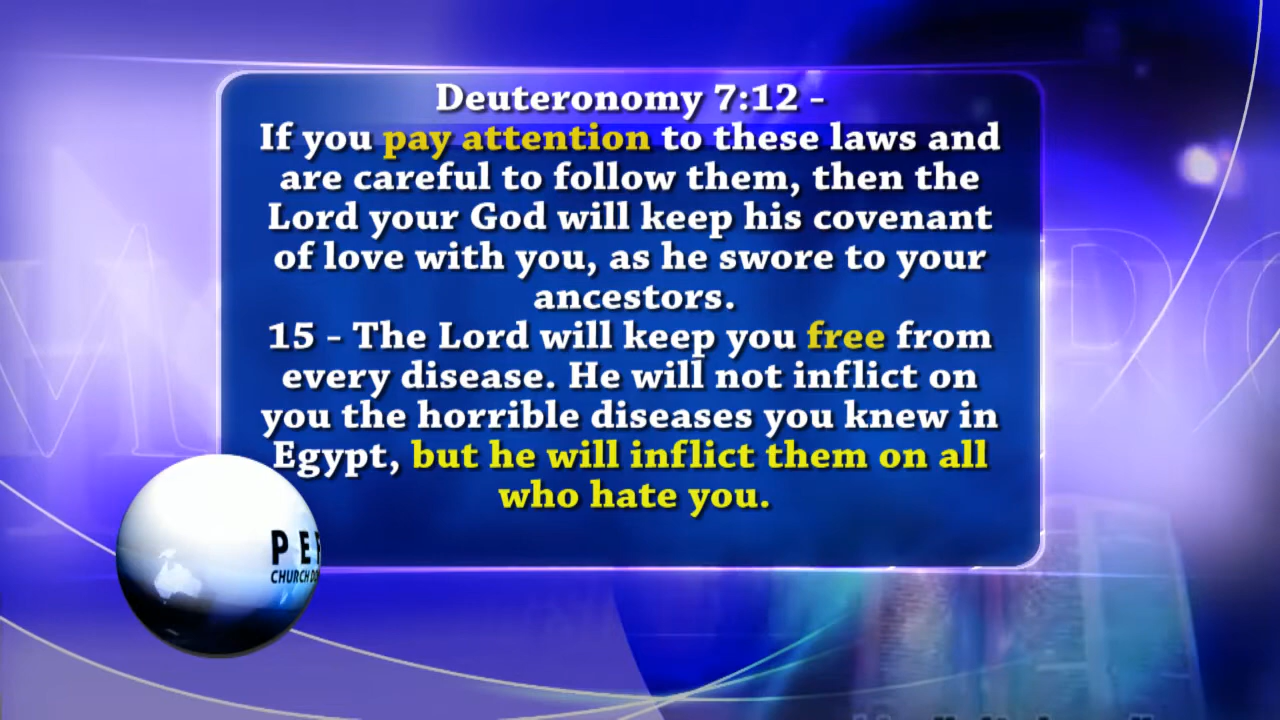 Deuteronomy 7:12 -
If you pay attention to these laws and
are careful to follow them, then the
Lord your God will keep his covenant
of love with you, as he swore to your
ancestors.
15 - The Lord will keep you free from
every disease. He will not inflict on
you the horrible diseases you knew in
Egypt, but he will inflict them on all
who hate you.
CHURCH